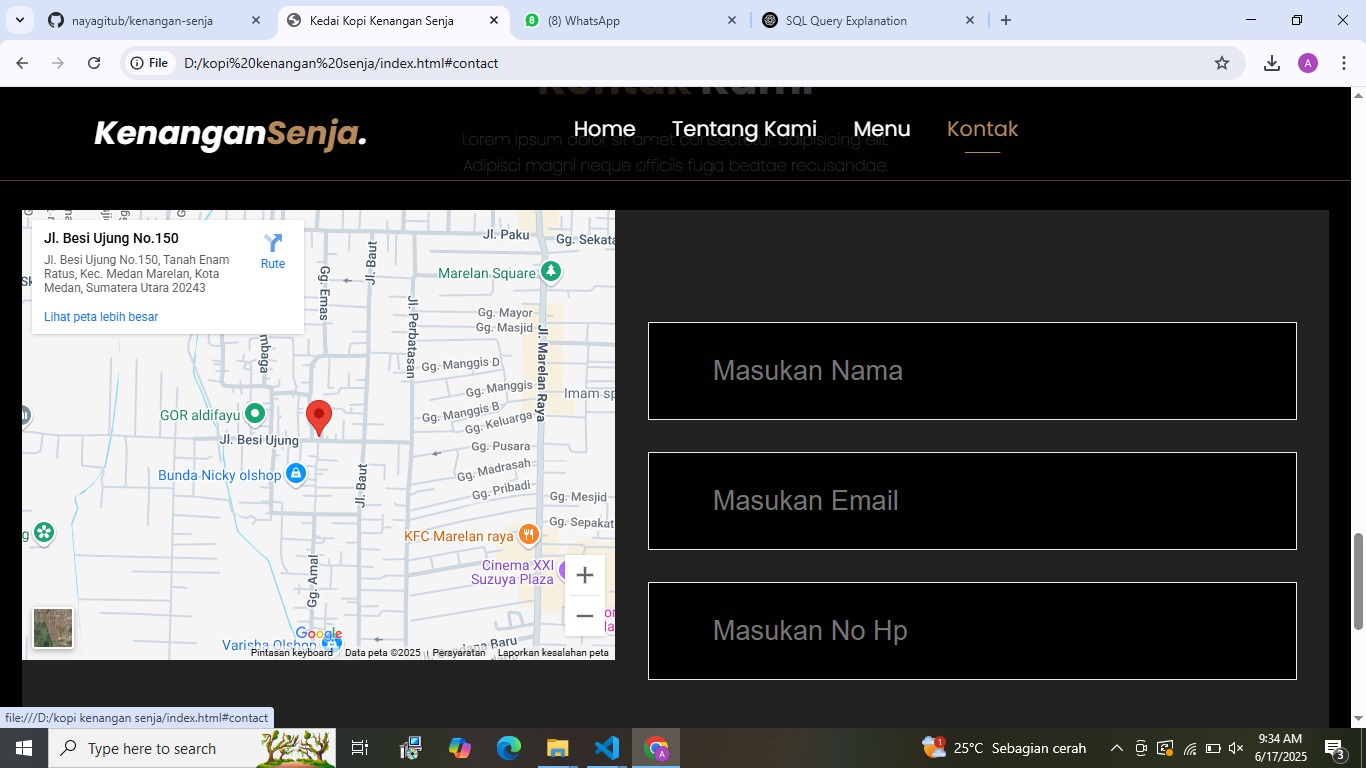 nayagitub/kenangan-senja
Kedai Kopi Kenangan Senja
(8) WhatsApp
SQL Query Explanation
File
D:/kopi%20kenangan%20senja/index.html#contact
A
Kontak Kami
KenanganSenja.
Home
Tentang Kami
Menu
Kontak
Lorem ipsum dolor sit amet consectetur adipisicing elit.
Adipisci magni neque officiis fuga beatae recusandae.
Jl. Besi Ujung No.150
Jl. Besi Ujung No.150, Tanah Enam
Ratus, Kec. Medan Marelan, Kota
Medan, Sumatera Utara 20243
Rute
Lihat peta lebih besar
Jl. Paku
Gg. Sekata
Jl. Baut
Gg. Emas
Marelan Square
Jl. Perbatasan
Gg. Mayor
Gg. Masjid
Jl. Marelan Raya
mbaga
Gg. Manggis D
Gg. Manggis
Imam sp
Gg. Manggis B
Gg. Keluarga
GOR aldifayu
Jl. Besi Ujung
Gg. Pusara
Gg. Madrasah
Bunda Nicky olshop
Jl. Baut
Gg. Pribadi
Gg. Mesjid
Gg. Sepakat
KFC Marelan raya
Cinema XXI
Suzuya Plaza
Gg. Amal
Google
Varisha Olshop
Baru
Pintasan keyboard
Data peta ©2025
Persyaratan
Laporkan kesalahan peta
Masukan Nama
Masukan Email
Masukan No Hp
file:///D:/kopi kenangan senja/index.html#contact
Type here to search
A
25°C Sebagian cerah
9:34 AM
6/17/2025
3